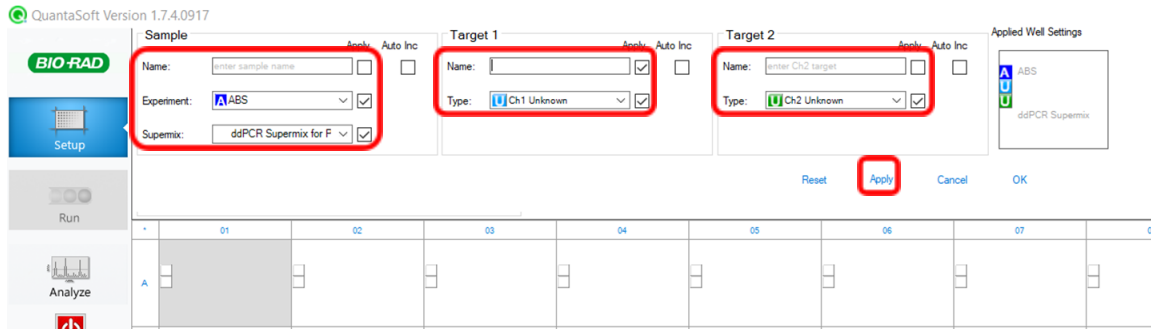 QuantaSoft Version 1.7.4.0917
BIO-RAD
Setup
Run
Analyze
Sample
Apply Auto Inc
Name: enter sample name
Experiment: A ABS
Supermix: ddPCR Supermix for F
Target 1
Apply Auto Inc
Name:
Type: U Ch1 Unknown
Target 2
Apply Auto Inc
Name: enter Ch2 target
Type: U Ch2 Unknown
Applied Well Settings
A ABS
U
U
ddPCR Supermix
Reset Apply Cancel OK
* 01 02 03 04 05 06 07
A